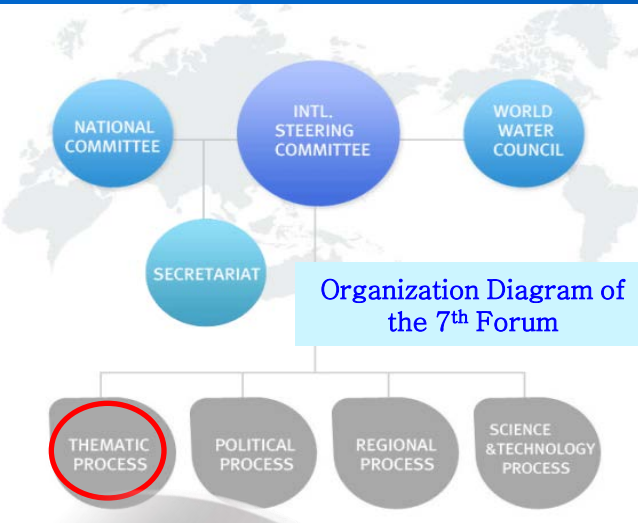 NATIONAL
COMMITTEE
INTL.
STEERING
COMMITTEE
WORLD
WATER
COUNCIL
SECRETARIAT
Organization Diagram of
the 7th Forum
THEMATIC
PROCESS
POLITICAL
PROCESS
REGIONAL
PROCESS
SCIENCE
&TECHNOLOGY
PROCESS